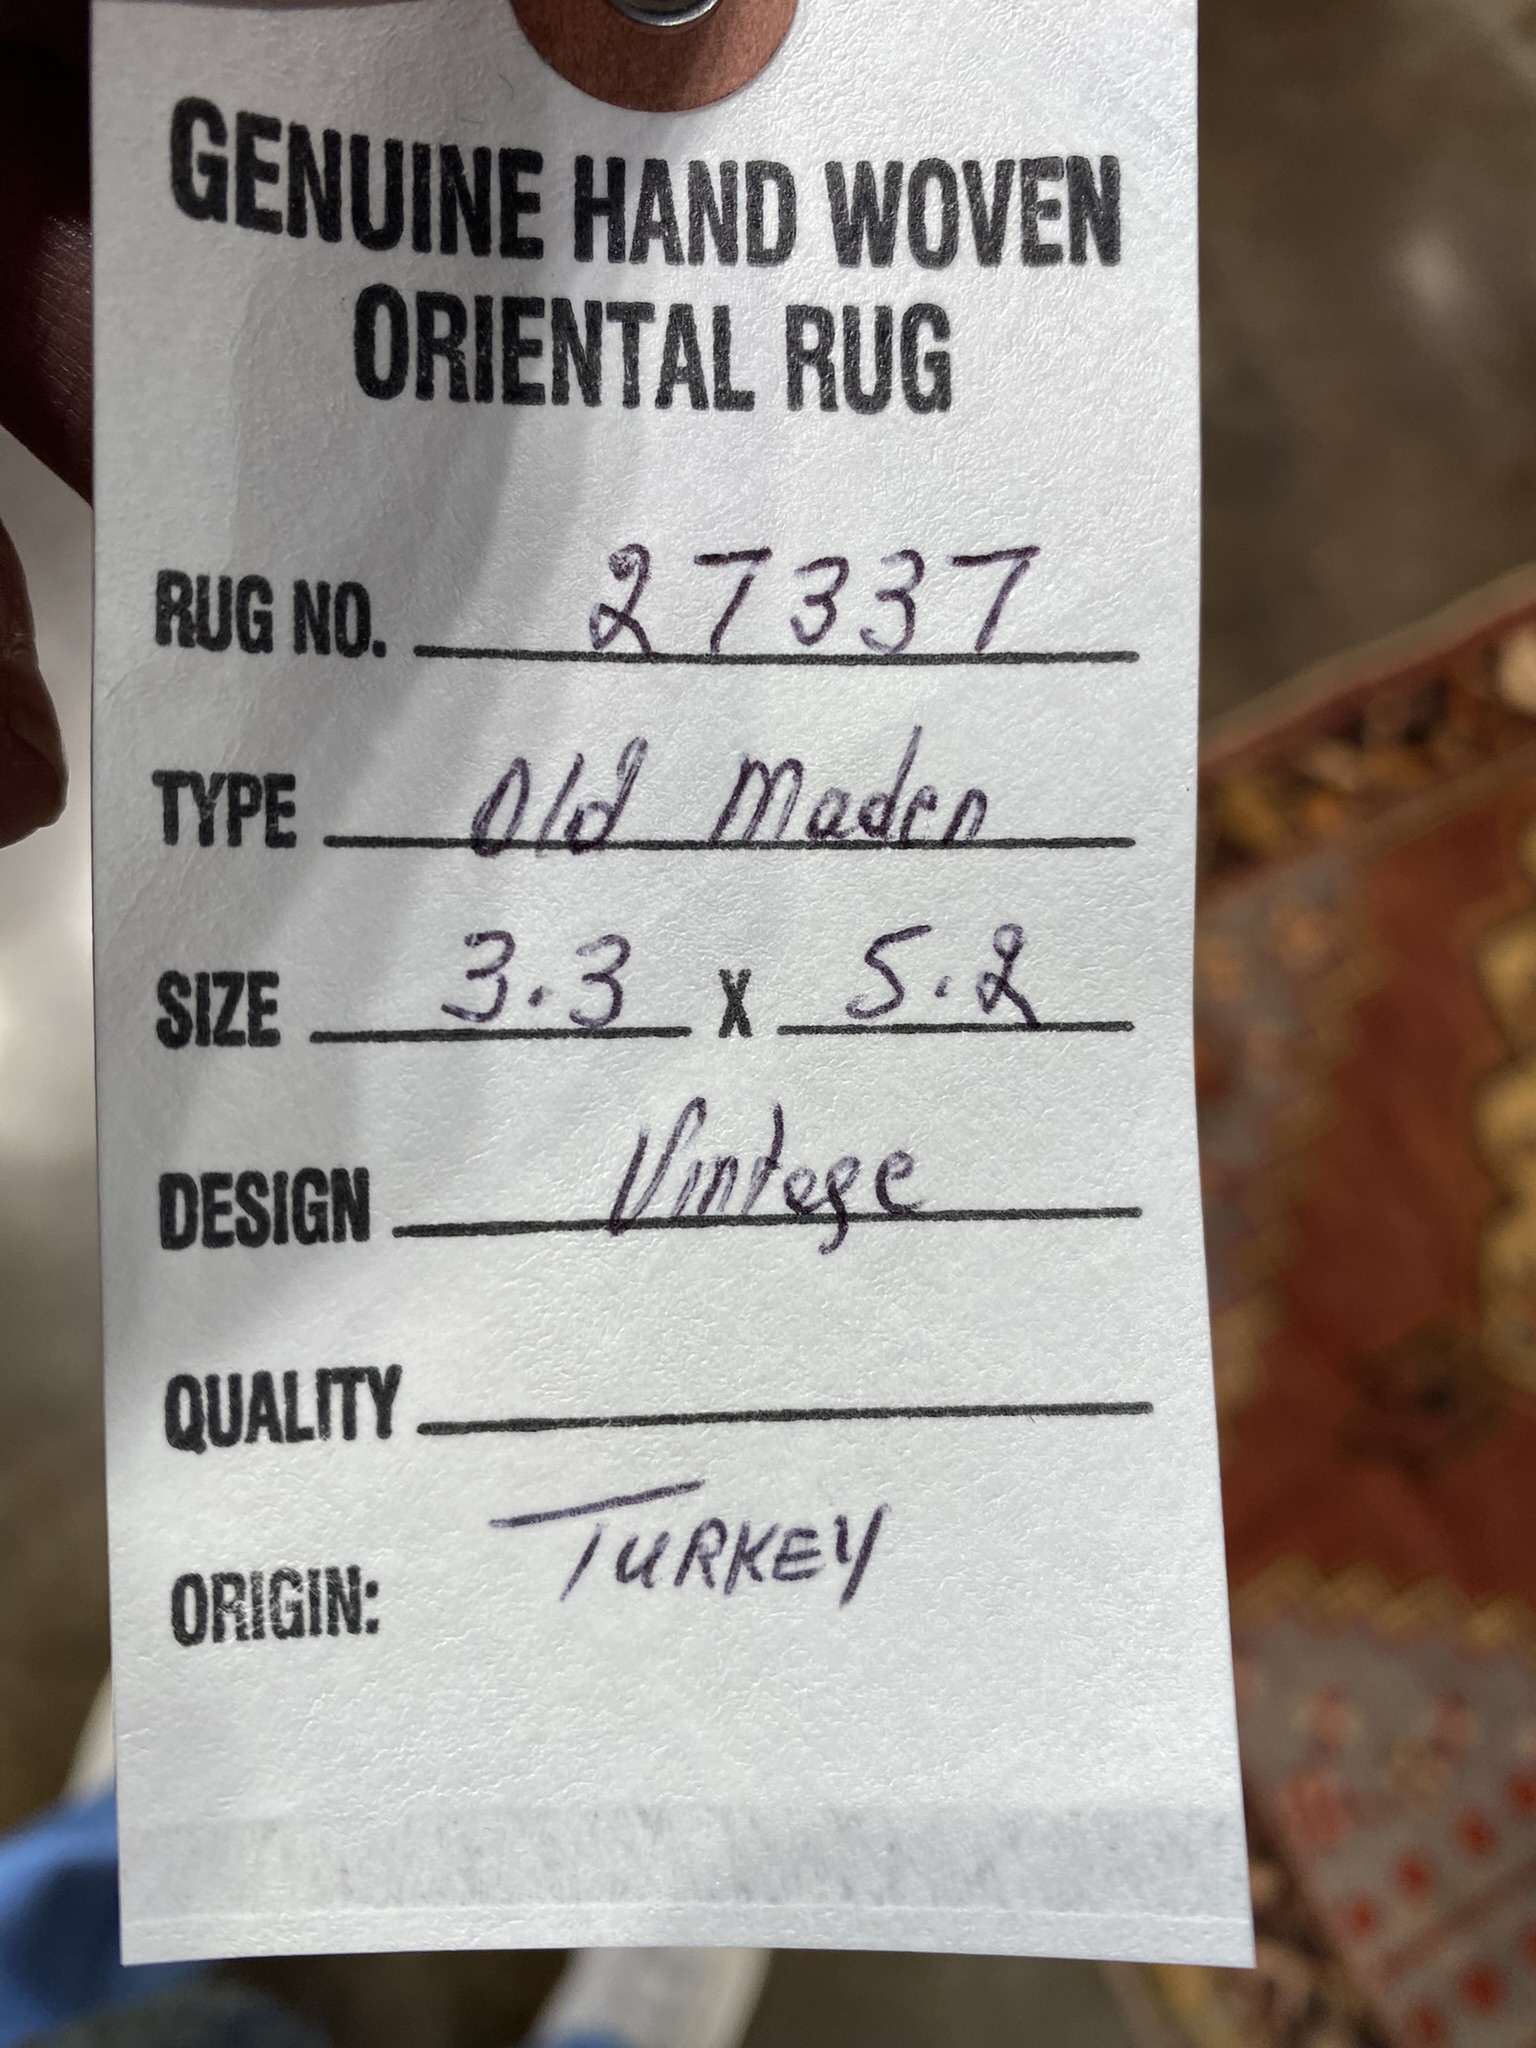 GENUINE HAND WOVEN
ORIENTAL RUG
RUG NO. 27337
TYPE Old Maden
SIZE 3.3 X 5.2
DESIGN Vintage
QUALITY
ORIGIN: TURKEY